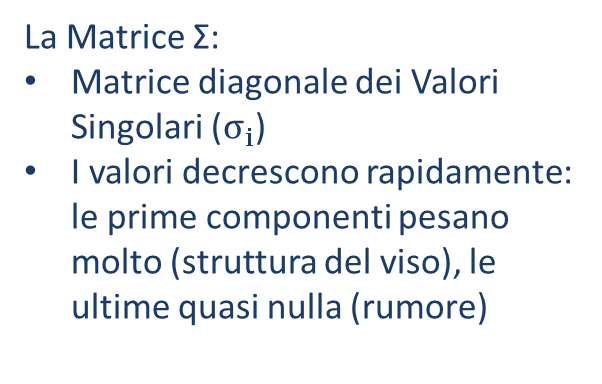 La Matrice Σ:
• Matrice diagonale dei Valori
Singolari (σᵢ)
• I valori decrescono rapidamente:
le prime componenti pesano
molto (struttura del viso), le
ultime quasi nulla (rumore)